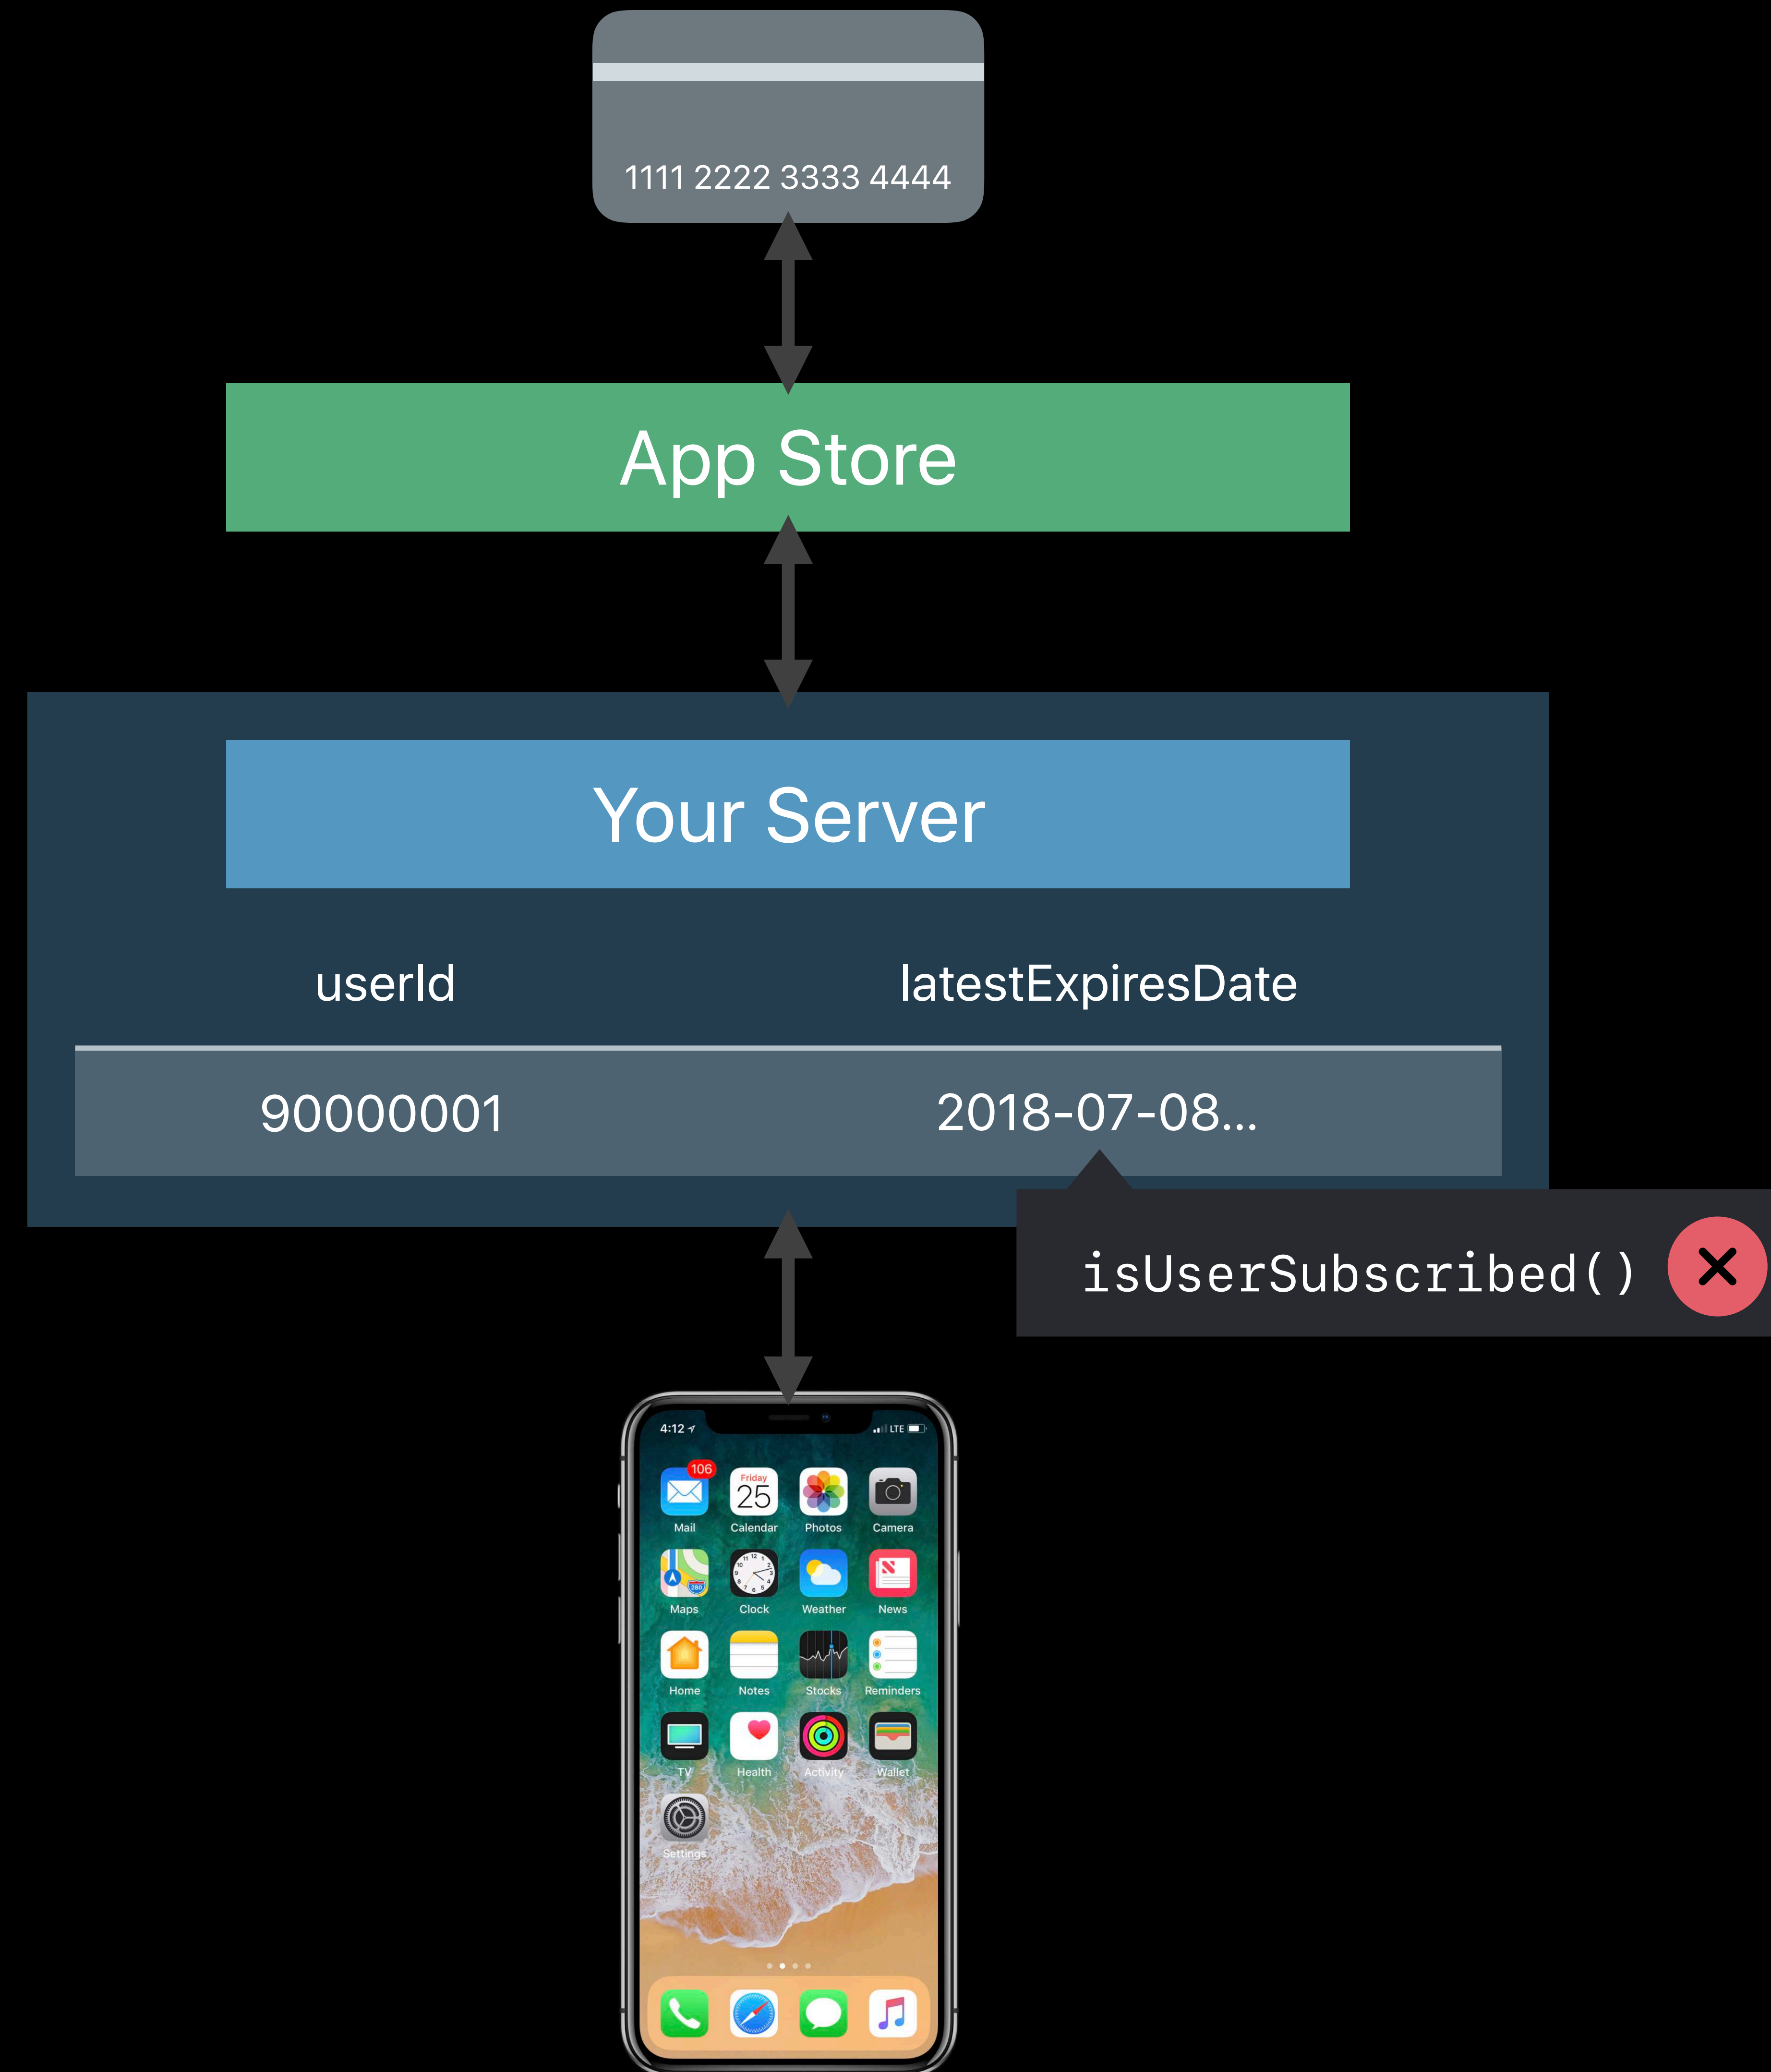 1111 2222 3333 4444
App Store
Your Server
userId
latestExpiresDate
90000001
2018-07-08...
isUserSubscribed()
4:12
LTE
106
Friday
25
Mail
Calendar
Photos
Camera
280
Maps
Clock
Weather
News
Home
Notes
Stocks
Reminders
TV
Health
Activity
Wallet
Settings